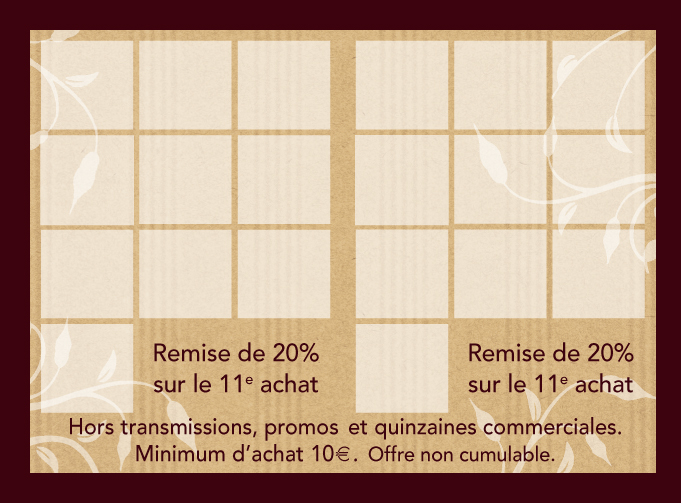 Remise de 20%
sur le 11e achat
Remise de 20%
sur le 11e achat
Hors transmissions, promos et quinzaines commerciales.
Minimum d'achat 10€. Offre non cumulable.